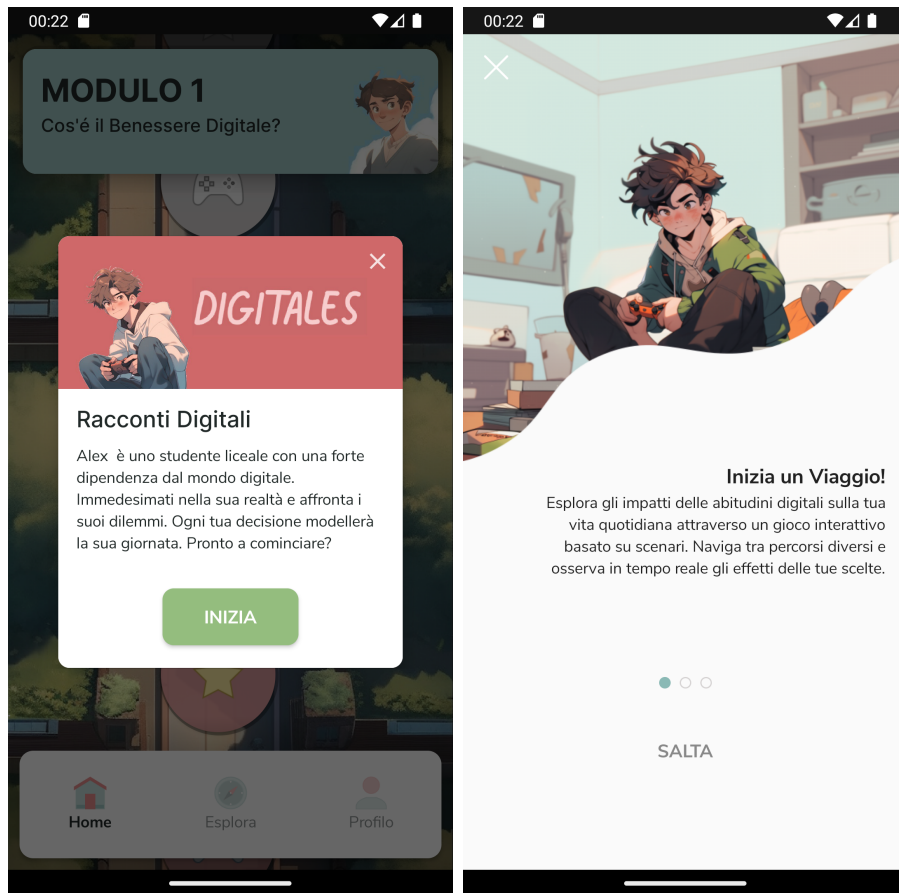 00:22
MODULO 1
Cos'é il Benessere Digitale?
DIGITALES
Racconti Digitali
Alex è uno studente liceale con una forte
dipendenza dal mondo digitale.
Immedesimati nella sua realtà e affronta i
suoi dilemmi. Ogni tua decisione modellerà
la sua giornata. Pronto a cominciare?
INIZIA
Home
Esplora
Profilo
00:22
Inizia un Viaggio!
Esplora gli impatti delle abitudini digitali sulla tua
vita quotidiana attraverso un gioco interattivo
basato su scenari. Naviga tra percorsi diversi e
osserva in tempo reale gli effetti delle tue scelte.
SALTA